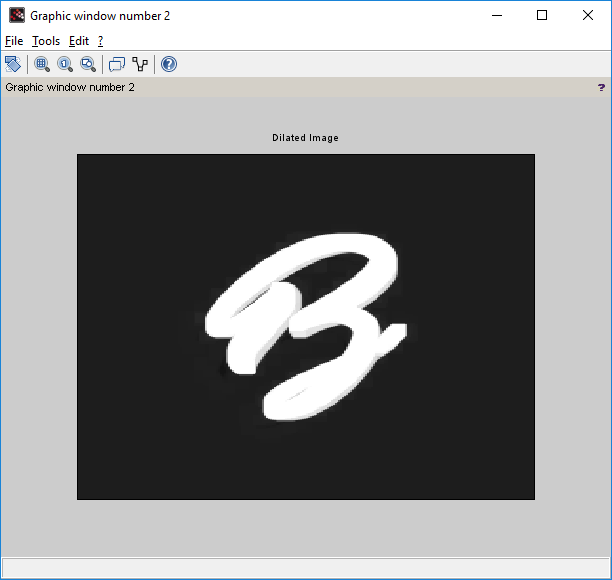 Graphic window number 2
File Tools Edit ?
Graphic window number 2 ?
Dilated Image
B